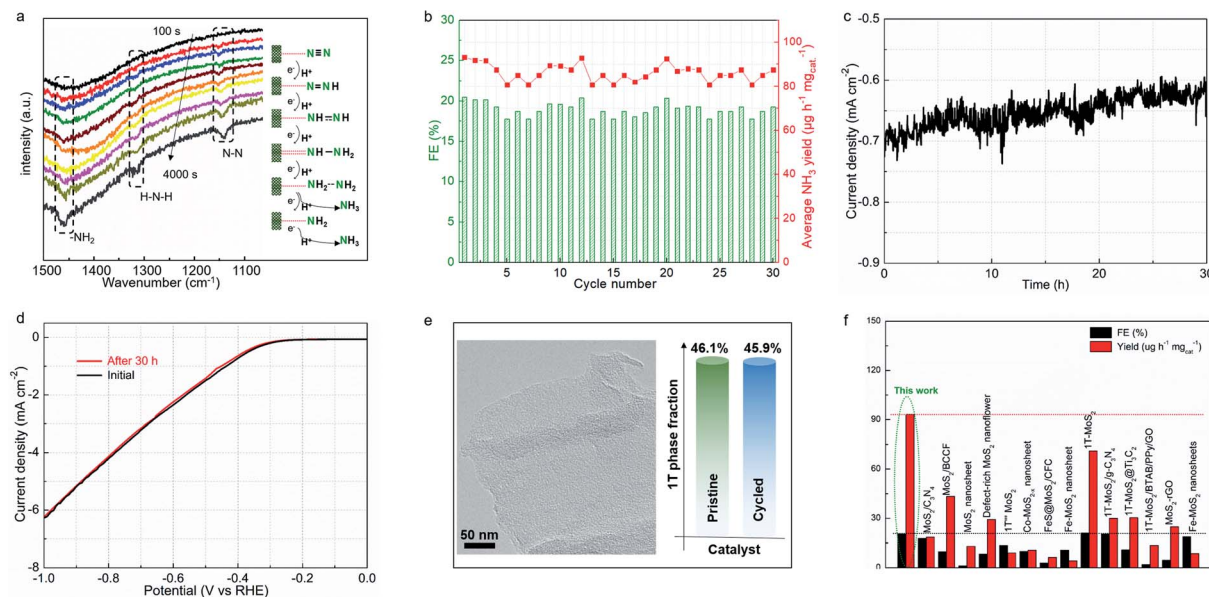 a
100 s
4000 s
-NH₂
H-N-H
N-N
intensity (a.u.)
1500
1400
1300
1200
1100
Wavenumber (cm⁻¹)
N≡N
e⁻
H⁺
N=NH
e⁻
H⁺
NH=NH
e⁻
H⁺
NH-NH₂
e⁻
H⁺
NH₂--NH₂
e⁻
H⁺
NH₃
NH₂
e⁻
H⁺
NH₃
b
FE (%)
30
25
20
15
10
5
0
5
10
15
20
25
30
Cycle number
100
80
60
40
20
0
Average NH₃ yield (µg h⁻¹ mgcat.⁻¹)
c
Current density (mA cm⁻²)
-0.5
-0.6
-0.7
-0.8
-0.9
0
10
20
30
Time (h)
d
After 30 h
Initial
Current density (mA cm⁻²)
0
-2
-4
-6
-8
-1.0
-0.8
-0.6
-0.4
-0.2
0.0
Potential (V vs RHE)
e
50 nm
1T phase fraction
46.1%
45.9%
Pristine
Cycled
Catalyst
f
150
120
90
60
30
0
FE (%)
Yield (ug h⁻¹ mgcat⁻¹)
This work
MoS₂/C₃N₄
MoS₂/BCCF
MoS₂ nanosheet
Defect-rich MoS₂ nanoflower
1T''' MoS₂
Co-MoS₂₋ₓ nanosheet
FeS@MoS₂/CFC
Fe-MoS₂ nanosheet
1T-MoS₂
1T-MoS₂/g-C₃N₄
1T-MoS₂@Ti₃C₂
1T-MoS₂/BTAB/PPy/GO
MoS₂-rGO
Fe-MoS₂ nanosheets